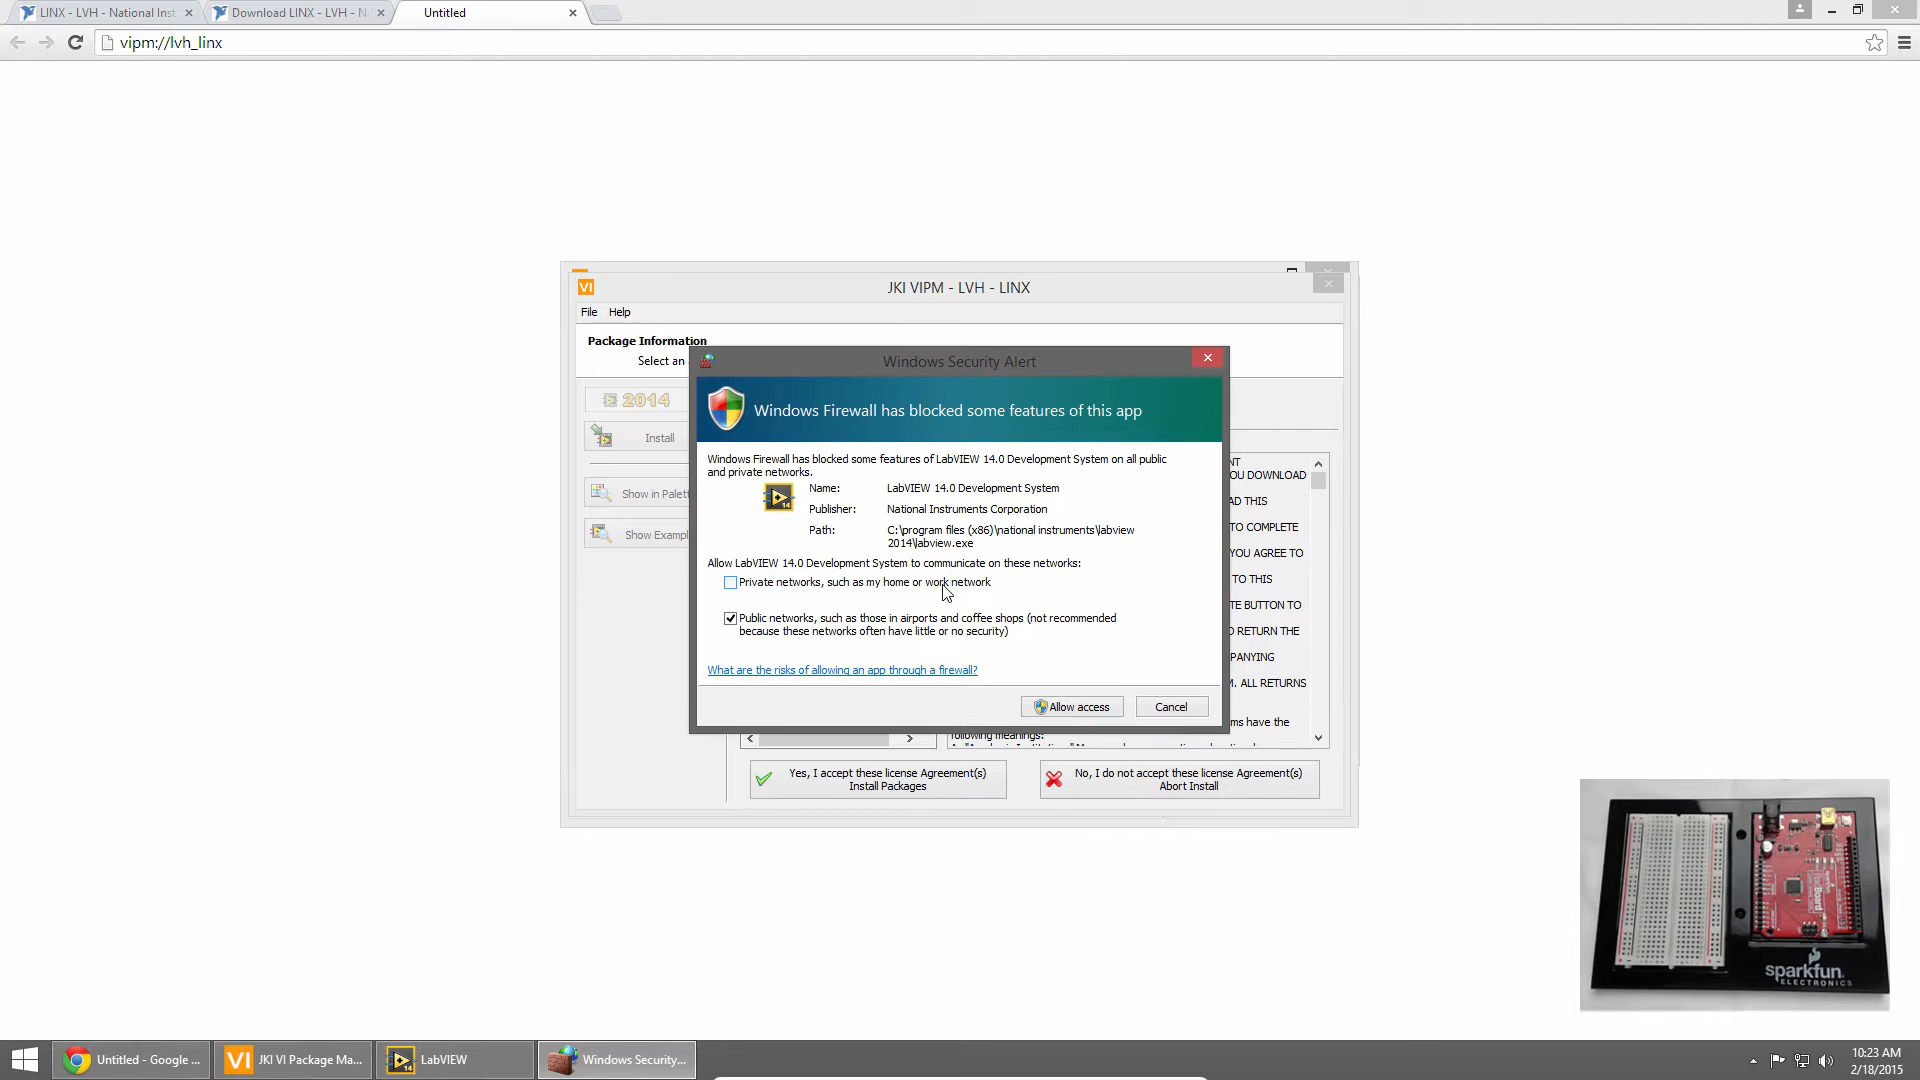 LINX - LVH - National Inst
Download LINX - LVH - N
Untitled
vipm://lvh_linx
JKI VIPM - LVH - LINX
File Help
Package Information
Select an
2014
Install
Show in Palett
Show Exampl
Windows Security Alert
Windows Firewall has blocked some features of this app
Windows Firewall has blocked some features of LabVIEW 14.0 Development System on all public
and private networks.
Name: LabVIEW 14.0 Development System
Publisher: National Instruments Corporation
Path: C:\program files (x86)\national instruments\labview
2014\labview.exe
Allow LabVIEW 14.0 Development System to communicate on these networks:
Private networks, such as my home or work network
Public networks, such as those in airports and coffee shops (not recommended
because these networks often have little or no security)
What are the risks of allowing an app through a firewall?
Allow access
Cancel
NT
OU DOWNLOAD
AD THIS
TO COMPLETE
YOU AGREE TO
TO THIS
TE BUTTON TO
O RETURN THE
PANYING
M. ALL RETURNS
ms have the
following meanings:
Yes, I accept these license Agreement(s)
Install Packages
No, I do not accept these license Agreement(s)
Abort Install
sparkfun
ELECTRONICS
Untitled - Google ...
VI JKI VI Package Ma...
LabVIEW
Windows Security...
10:23 AM
2/18/2015